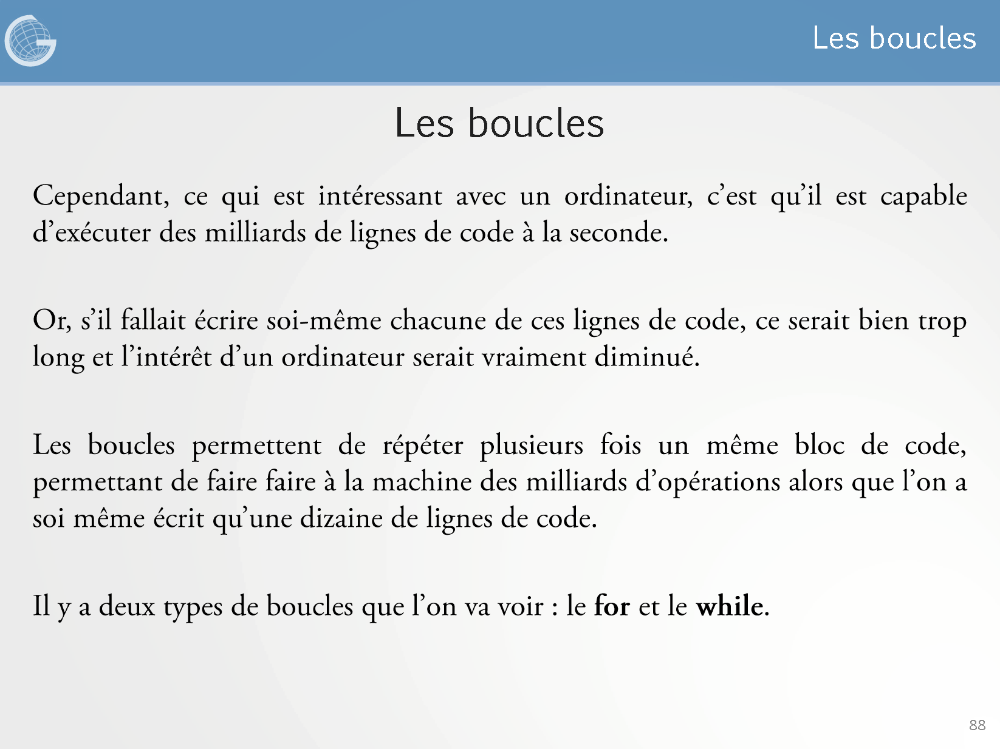 Les boucles
Les boucles
Cependant, ce qui est intéressant avec un ordinateur, c’est qu’il est capable
d’exécuter des milliards de lignes de code à la seconde.
Or, s’il fallait écrire soi-même chacune de ces lignes de code, ce serait bien trop
long et l’intérêt d’un ordinateur serait vraiment diminué.
Les boucles permettent de répéter plusieurs fois un même bloc de code,
permettant de faire faire à la machine des milliards d’opérations alors que l’on a
soi même écrit qu’une dizaine de lignes de code.
Il y a deux types de boucles que l’on va voir : le for et le while.
88